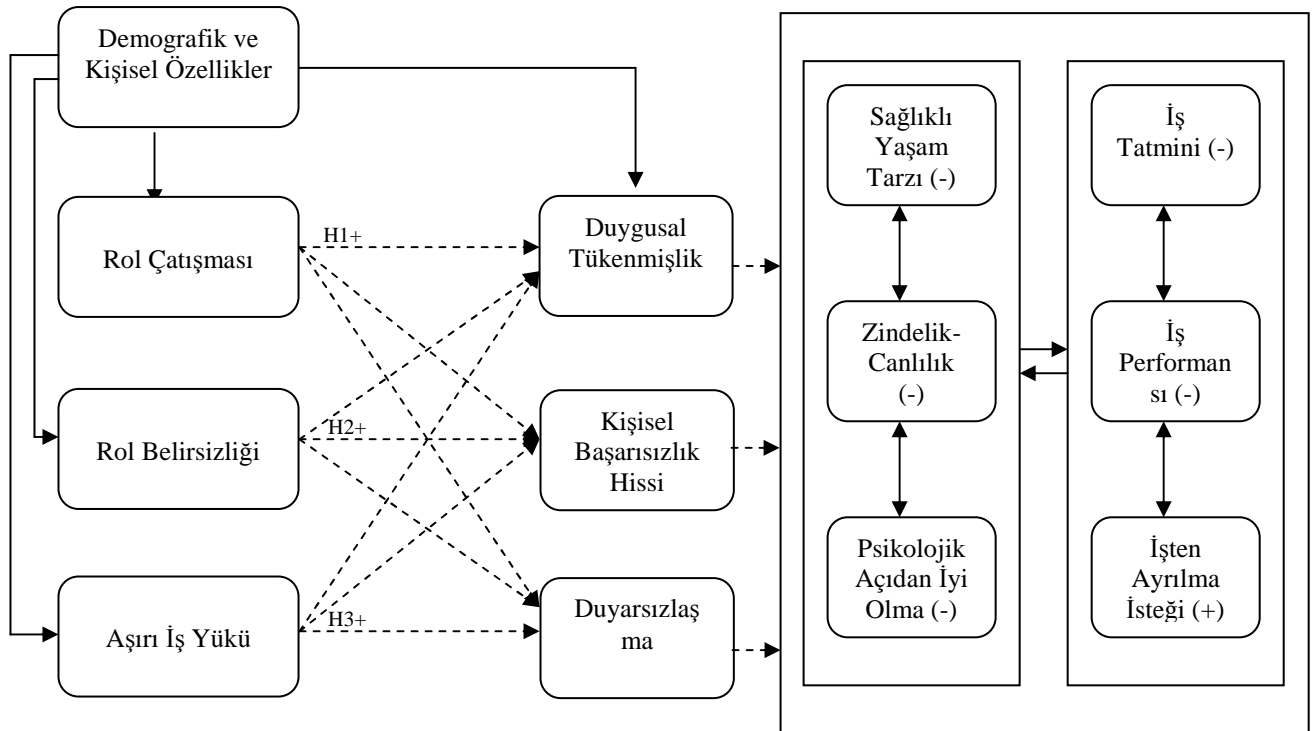 Demografik ve
Kişisel Özellikler
Rol Çatışması
Rol Belirsizliği
Aşırı İş Yükü
H1+
H2+
H3+
Duygusal
Tükenmişlik
Kişisel
Başarısızlık
Hissi
Duyarsızlaş
ma
Sağlıklı
Yaşam
Tarzı (-)
Zindelik-
Canlılık
(-)
Psikolojik
Açıdan İyi
Olma (-)
İş
Tatmini (-)
İş
Performan
sı (-)
İşten
Ayrılma
İsteği (+)